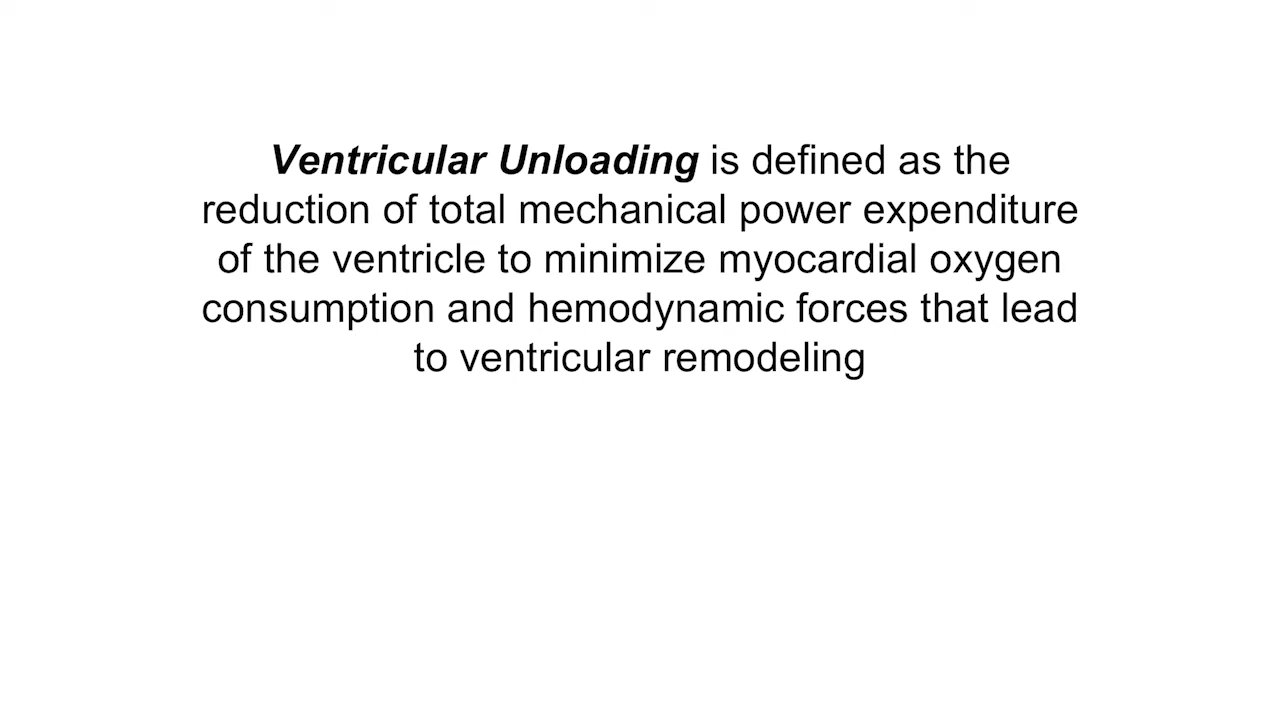 Ventricular Unloading is defined as the
reduction of total mechanical power expenditure
of the ventricle to minimize myocardial oxygen
consumption and hemodynamic forces that lead
to ventricular remodeling